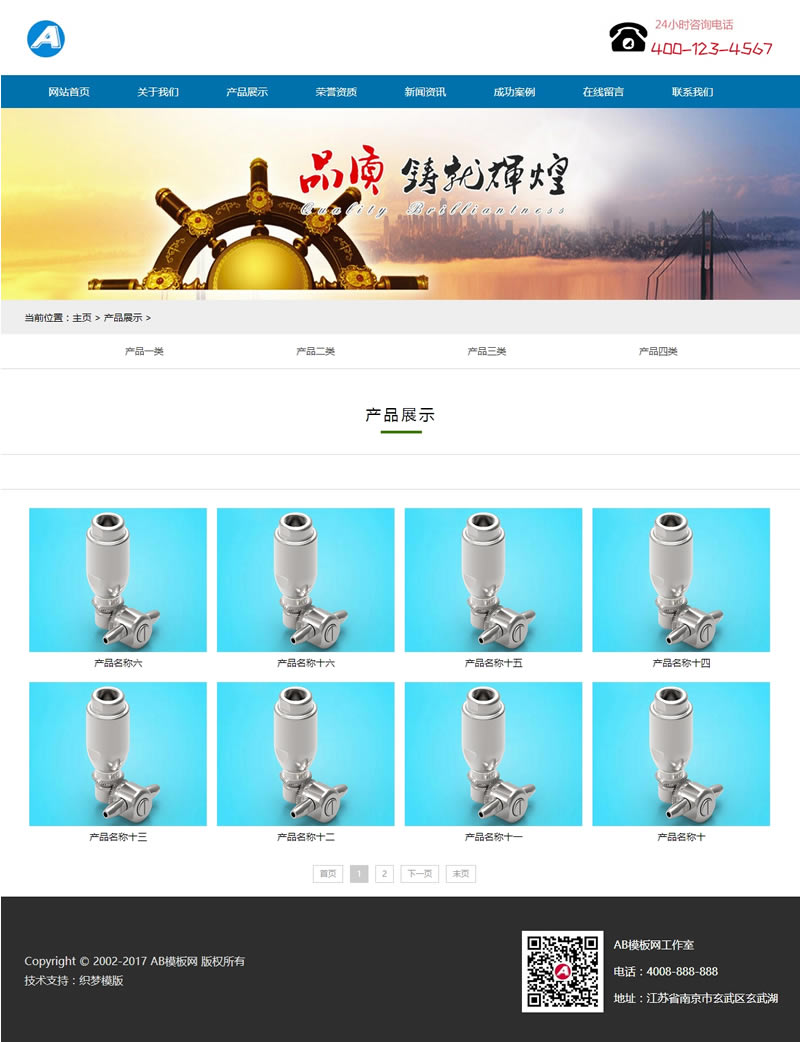 24小时咨询电话
400-123-4567
网站首页 关于我们 产品展示 荣誉资质 新闻资讯 成功案例 在线留言 联系我们
品质 铸就辉煌
Quality Brilliantness
当前位置：主页 > 产品展示 >
产品一类 产品二类 产品三类 产品四类
产品展示
产品名称六 产品名称十六 产品名称十五 产品名称十四
产品名称十三 产品名称十二 产品名称十一 产品名称十
首页 1 2 下一页 末页
AB模板网工作室
Copyright © 2002-2017 AB模板网 版权所有
电话：4008-888-888
技术支持：织梦模版
地址：江苏省南京市玄武区玄武湖